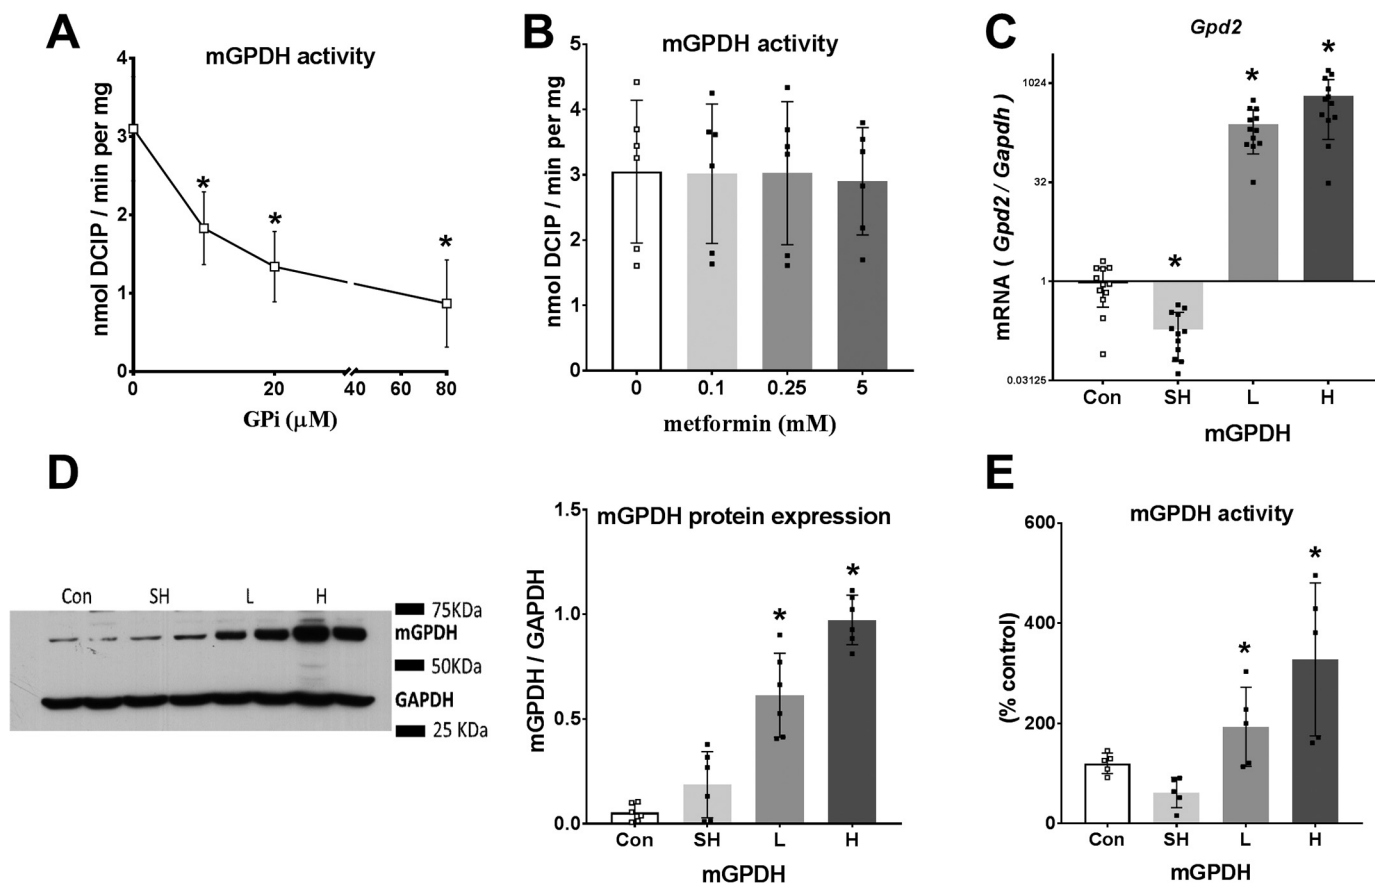 A
mGPDH activity
nmol DCIP / min per mg
4
3
2
1
0
*
*
*
0 20 40 60 80
GPi (μM)
B
mGPDH activity
nmol DCIP / min per mg
5
4
3
2
1
0
0 0.1 0.25 5
metformin (mM)
C
Gpd2
mRNA ( Gpd2 / Gapdh )
1024
32
1
0.03125
*
*
*
Con SH L H
mGPDH
D
Con SH L H
75KDa
mGPDH
50KDa
GAPDH
25 KDa
mGPDH protein expression
mGPDH / GAPDH
1.5
1.0
0.5
0.0
*
*
Con SH L H
mGPDH
E
mGPDH activity
(% control)
600
400
200
0
*
*
Con SH L H
mGPDH